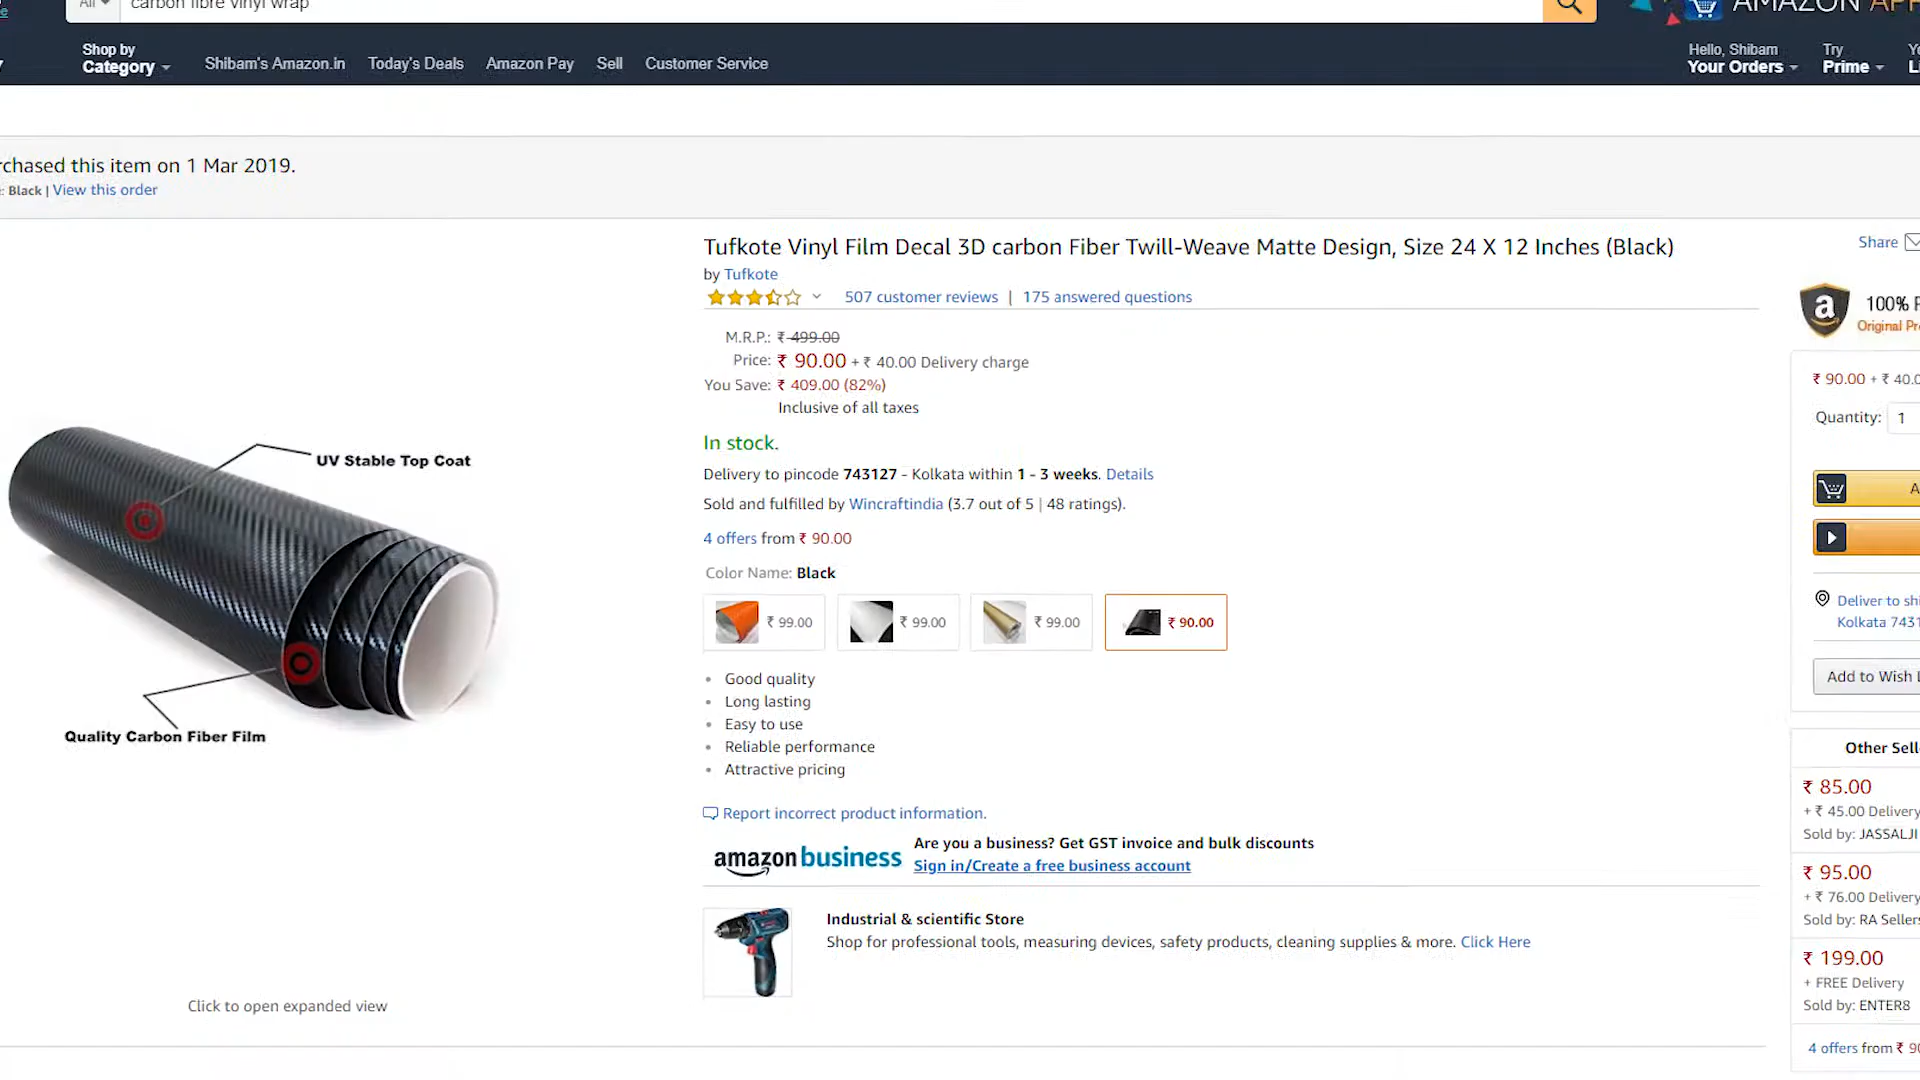 All carbon fibre vinyl wrap
AMAZON
Shop by
Category
Shibam's Amazon.in Today's Deals Amazon Pay Sell Customer Service
Hello, Shibam
Your Orders
Try
Prime
rchased this item on 1 Mar 2019.
: Black | View this order
Tufkote Vinyl Film Decal 3D carbon Fiber Twill-Weave Matte Design, Size 24 X 12 Inches (Black)
by Tufkote
507 customer reviews | 175 answered questions
M.R.P.: ₹ 499.00
Price: ₹ 90.00 + ₹ 40.00 Delivery charge
You Save: ₹ 409.00 (82%)
Inclusive of all taxes
In stock.
Delivery to pincode 743127 - Kolkata within 1 - 3 weeks. Details
Sold and fulfilled by Wincraftindia (3.7 out of 5 | 48 ratings).
4 offers from ₹ 90.00
Color Name: Black
₹ 99.00 ₹ 99.00 ₹ 99.00 ₹ 90.00
Good quality
Long lasting
Easy to use
Reliable performance
Attractive pricing
Report incorrect product information.
amazon business
Are you a business? Get GST invoice and bulk discounts
Sign in/Create a free business account
Industrial & scientific Store
Shop for professional tools, measuring devices, safety products, cleaning supplies & more. Click Here
UV Stable Top Coat
Quality Carbon Fiber Film
Click to open expanded view
Share
100%
Original
₹ 90.00 + ₹ 40.0
Quantity: 1
A
Deliver to
Kolkata
Add to Wish
Other
₹ 85.00
+ ₹ 45.00 Delivery
Sold by: JASSALJI
₹ 95.00
+ ₹ 76.00 Delivery
Sold by: RA Sellers
₹ 199.00
+ FREE Delivery
Sold by: ENTER8
4 offers from ₹ 90